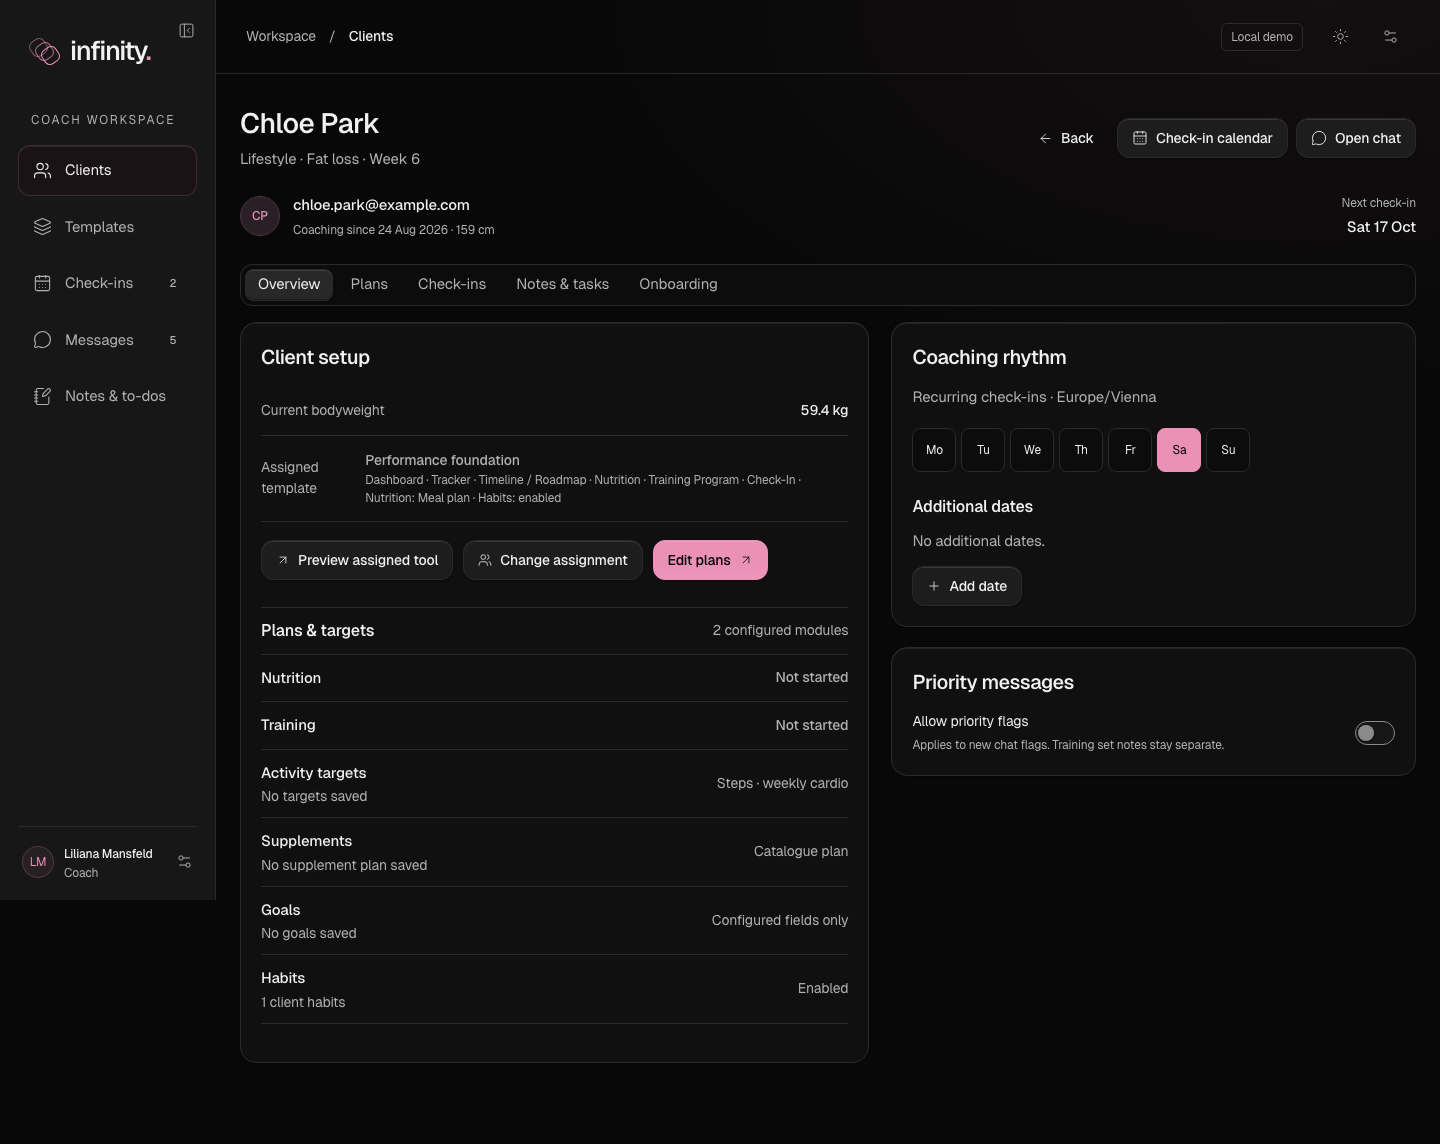 infinity.
COACH WORKSPACE
Clients
Templates
Check-ins 2
Messages 5
Notes & to-dos
LM
Liliana Mansfeld
Coach
Workspace / Clients
Local demo
Chloe Park
Lifestyle · Fat loss · Week 6
Back
Check-in calendar
Open chat
CP
chloe.park@example.com
Coaching since 24 Aug 2026 · 159 cm
Next check-in
Sat 17 Oct
Overview
Plans
Check-ins
Notes & tasks
Onboarding
Client setup
Current bodyweight 59.4 kg
Assigned
template
Performance foundation
Dashboard · Tracker · Timeline / Roadmap · Nutrition · Training Program · Check-In ·
Nutrition: Meal plan · Habits: enabled
Preview assigned tool
Change assignment
Edit plans
Plans & targets 2 configured modules
Nutrition Not started
Training Not started
Activity targets
No targets saved
Steps · weekly cardio
Supplements
No supplement plan saved
Catalogue plan
Goals
No goals saved
Configured fields only
Habits
1 client habits
Enabled
Coaching rhythm
Recurring check-ins · Europe/Vienna
Mo Tu We Th Fr Sa Su
Additional dates
No additional dates.
Add date
Priority messages
Allow priority flags
Applies to new chat flags. Training set notes stay separate.